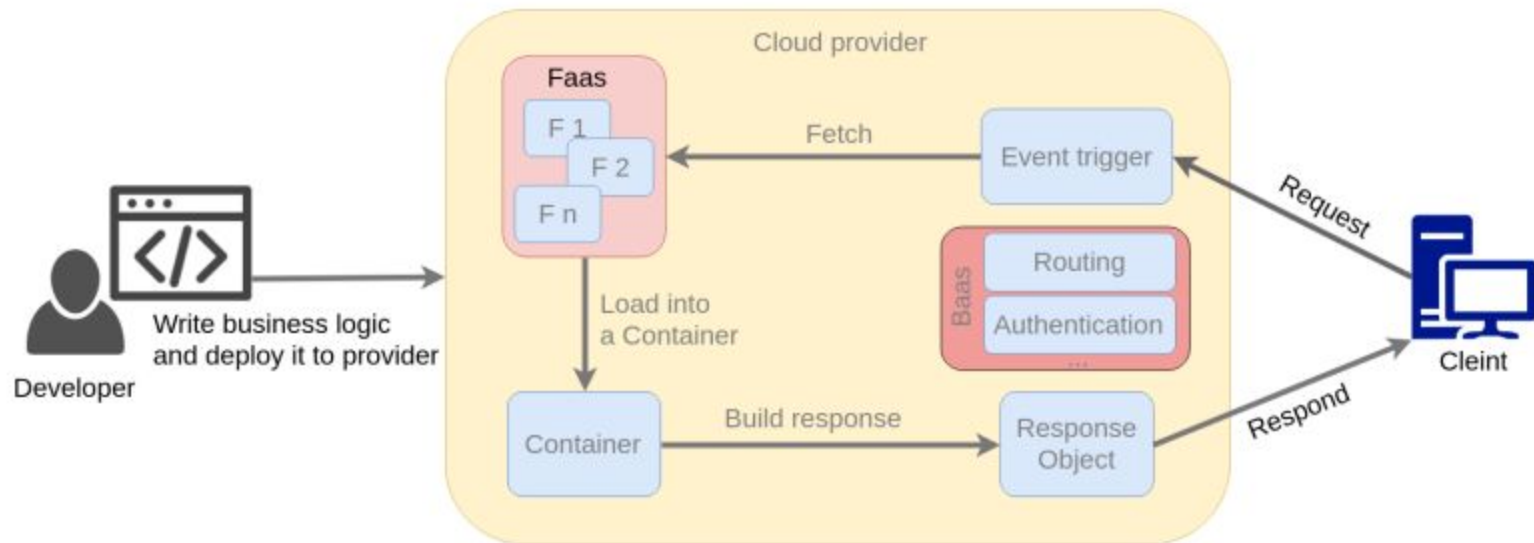 Cloud provider
Faas
F 1
F 2
F n
Fetch
Event trigger
Request
Routing
Baas
Authentication
...
Load into
a Container
</>
Write business logic
and deploy it to provider
Developer
Cleint
Container
Build response
Response
Object
Respond